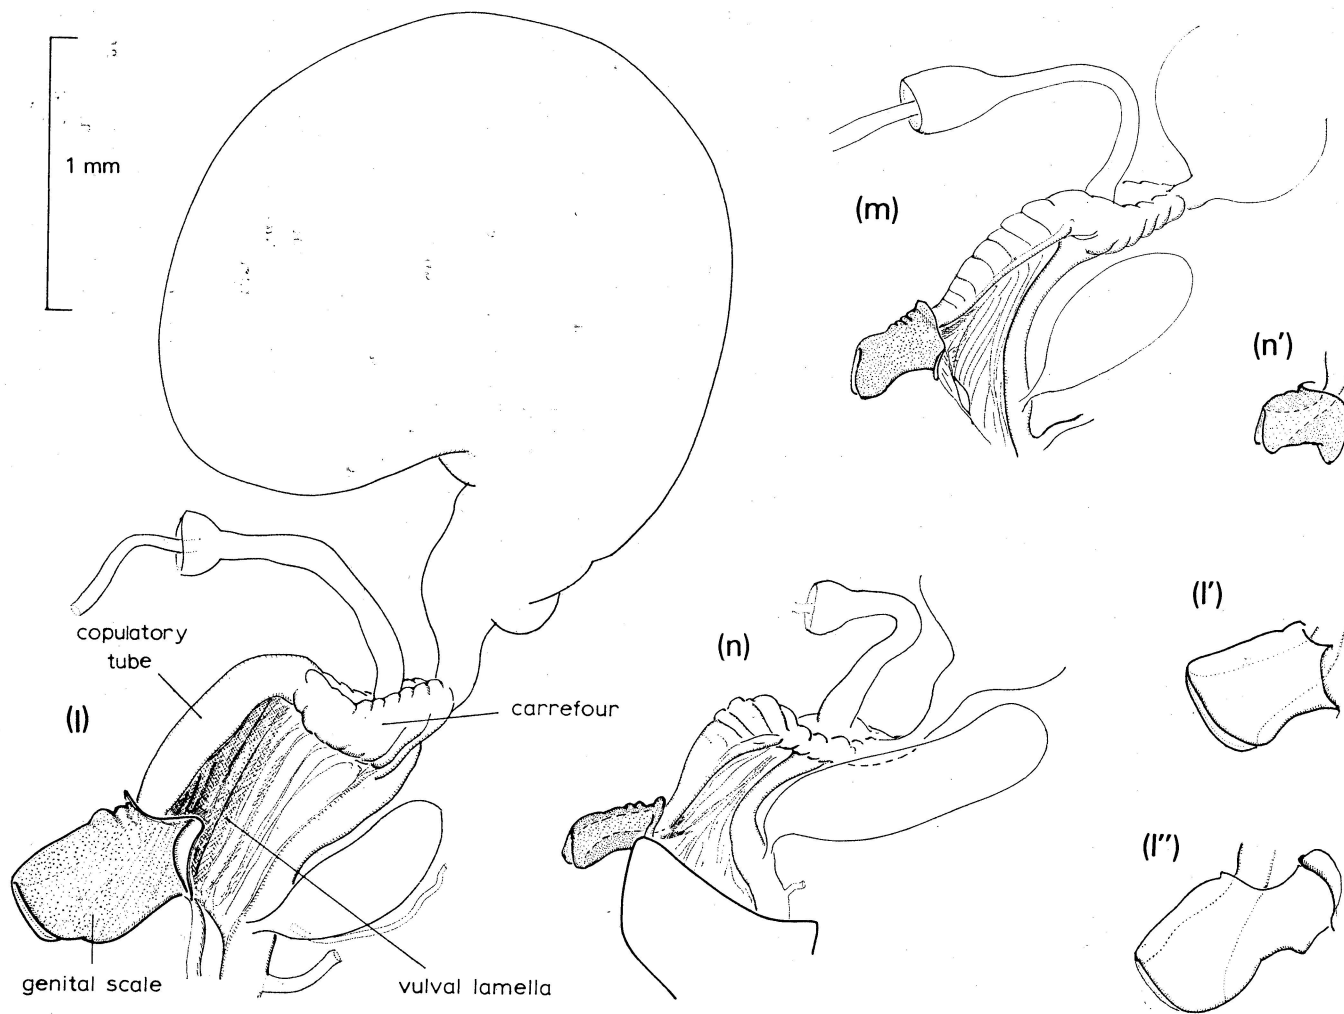 1 mm
(m)
(n')
copulatory
tube
(l)
carrefour
(n)
(l')
(l'')
genital scale
vulval lamella